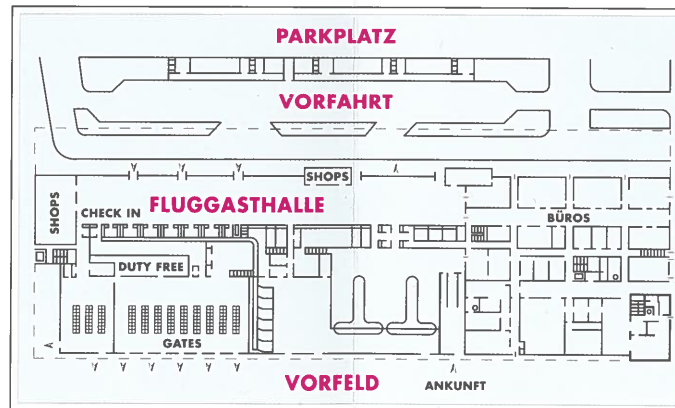 PARKPLATZ
VORFAHRT
SHOPS
SHOPS
FLUGGASTHALLE
CHECK IN
BÜROS
DUTY FREE
GATES
VORFELD
ANKUNFT